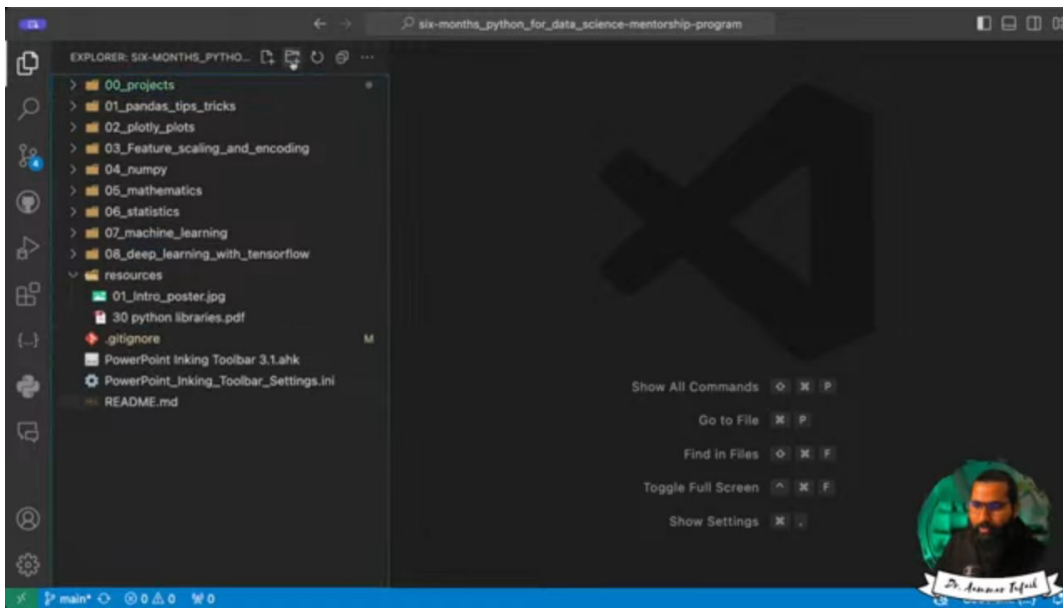 six-months_python_for_data_science-mentorship-program
EXPLORER: SIX-MONTHS_PYTHO...
00_projects
01_pandas_tips_tricks
02_plotly_plots
03_Feature_scaling_and_encoding
04_numpy
05_mathematics
06_statistics
07_machine_learning
08_deep_learning_with_tensorflow
resources
01_Intro_poster.jpg
30 python libraries.pdf
.gitignore M
PowerPoint Inking Toolbar 3.1.ahk
PowerPoint_Inking_Toolbar_Settings.ini
README.md
4
Show All Commands ⇧ ⌘ P
Go to File ⌘ P
Find in Files ⇧ ⌘ F
Toggle Full Screen ^ ⌘ F
Show Settings ⌘ ,
Dr. Aammar Tufail
main* 0 0 0